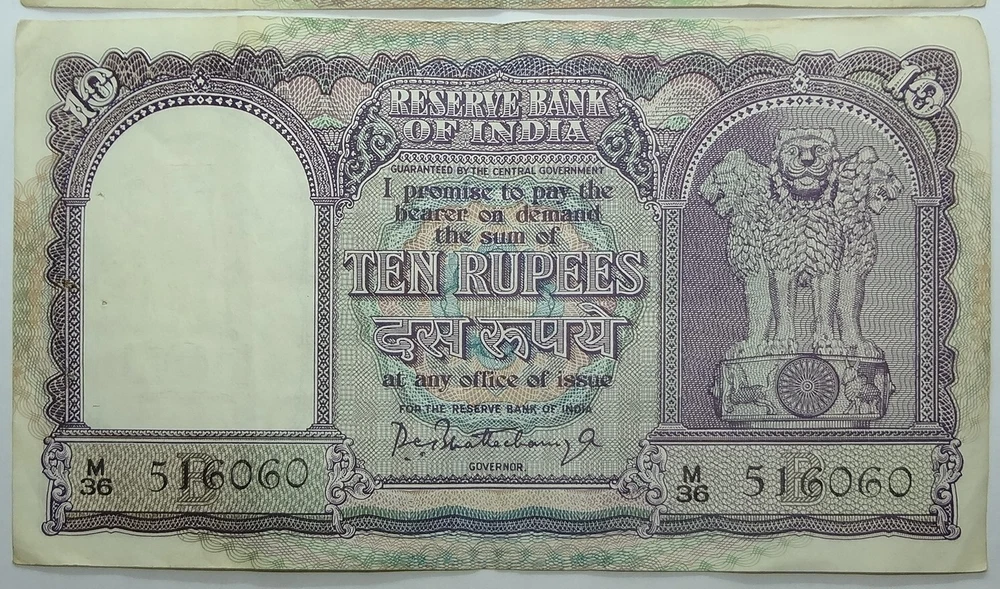 10
10
RESERVE BANK
OF INDIA
GUARANTEED BY THE CENTRAL GOVERNMENT
I promise to pay the
bearer on demand
the sum of
TEN RUPEES
दस रुपये
at any office of issue
FOR THE RESERVE BANK OF INDIA
GOVERNOR
M
36
516060
B
M
36
516060
B